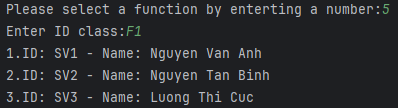 Please select a function by enterting a number:5
Enter ID class:F1
1.ID: SV1 - Name: Nguyen Van Anh
2.ID: SV2 - Name: Nguyen Tan Binh
3.ID: SV3 - Name: Luong Thi Cuc